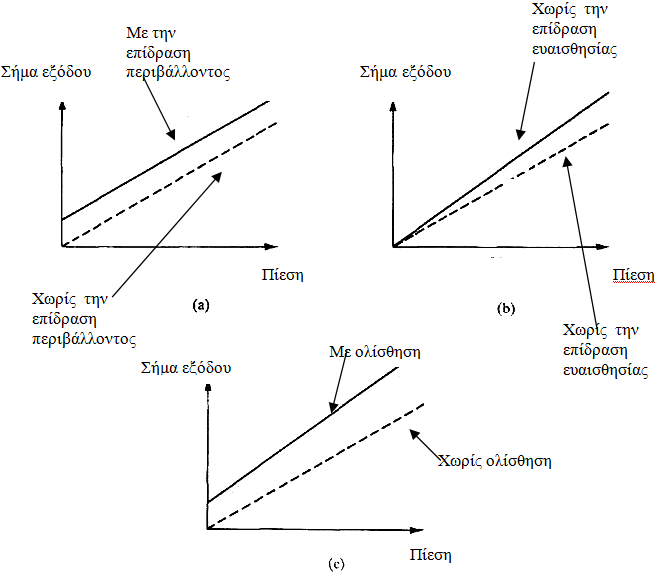 Με την
επίδραση
περιβάλλοντος
Σήμα εξόδου
Πίεση
Χωρίς την
επίδραση
περιβάλλοντος
(a)
Χωρίς την
επίδραση
ευαισθησίας
Σήμα εξόδου
Πίεση
(b)
Χωρίς την
επίδραση
ευαισθησίας
Με ολίσθηση
Σήμα εξόδου
Χωρίς ολίσθηση
Πίεση
(c)